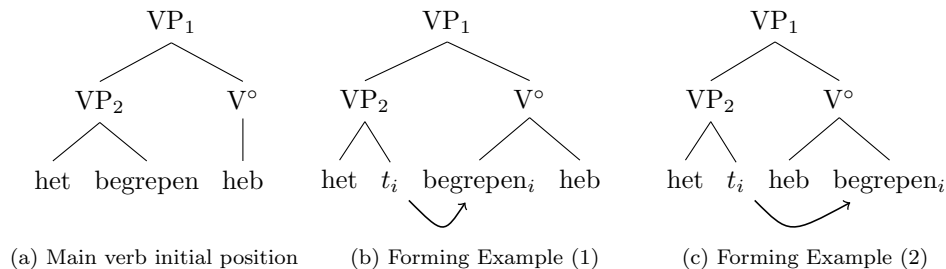 VP₁ VP₁ VP₁
VP₂ V° VP₂ V° VP₂ V°
het begrepen heb het tᵢ begrepenᵢ heb het tᵢ heb begrepenᵢ
(a) Main verb initial position (b) Forming Example (1) (c) Forming Example (2)